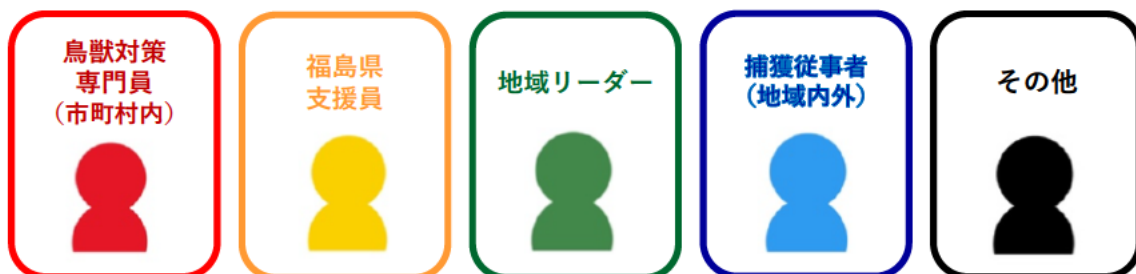 鳥獣対策
専門員
（市町村内）
福島県
支援員
地域リーダー
捕獲従事者
（地域内外）
その他